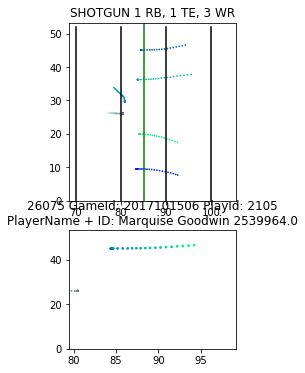 SHOTGUN 1 RB, 1 TE, 3 WR
50
40
30
20
10
0
70 80 90 100
26075 GameId: 2017101506 PlayId: 2105
PlayerName + ID: Marquise Goodwin 2539964.0
40
20
0
80 85 90 95